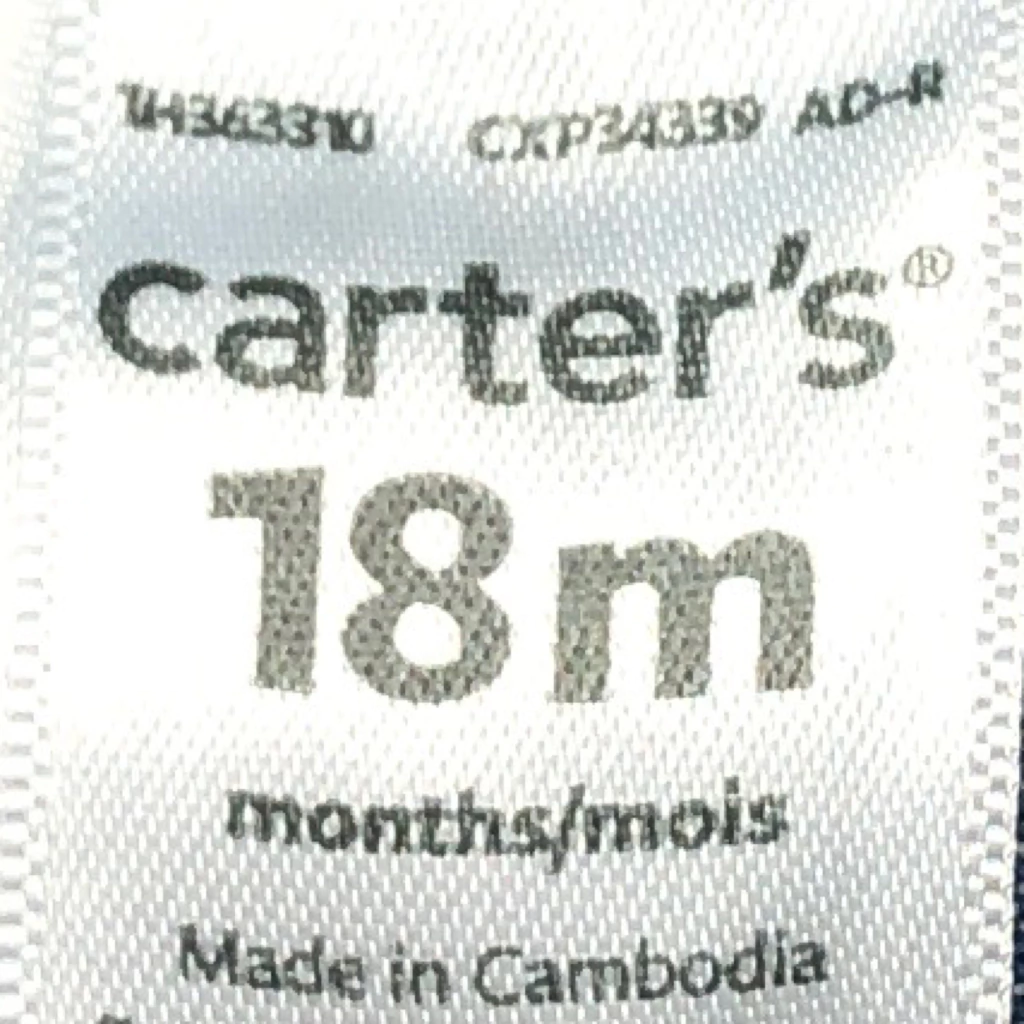 1H363310 CXP34339 AD-R
carter's®
18m
months/mois
Made in Cambodia